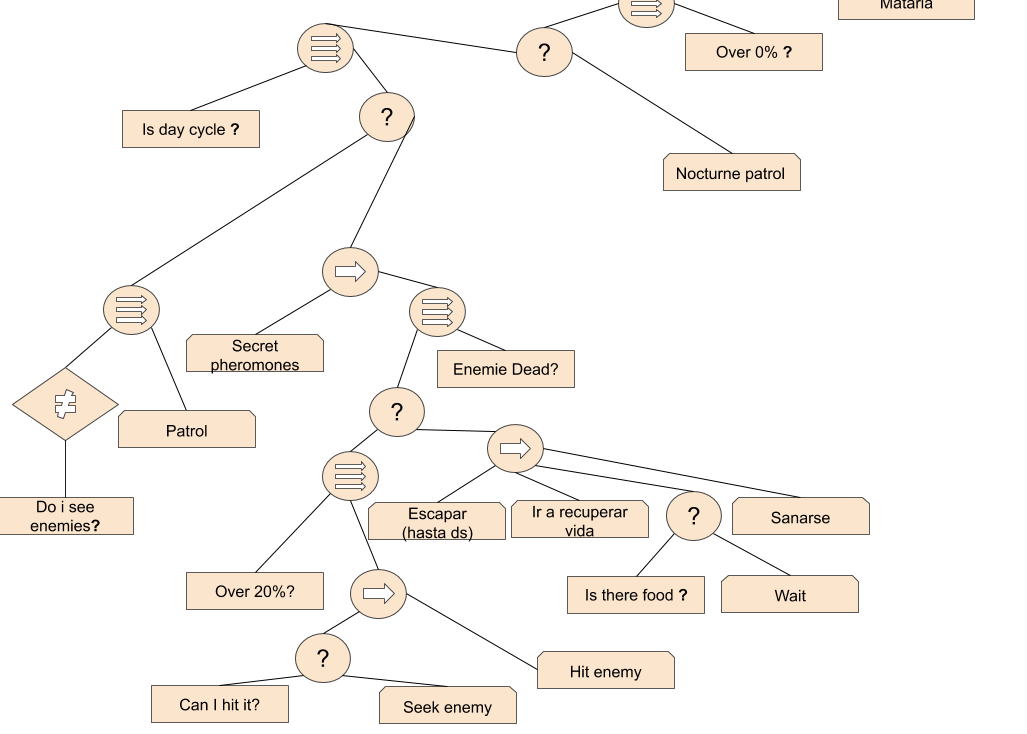 Mataria
?
Over 0% ?
Is day cycle ?
?
Nocturne patrol
Secret
pheromones
Enemie Dead?
?
Patrol
Do i see
enemies?
Escapar
(hasta ds)
Ir a recuperar
vida
?
Sanarse
Over 20%?
Is there food ?
Wait
?
Hit enemy
Can I hit it?
Seek enemy